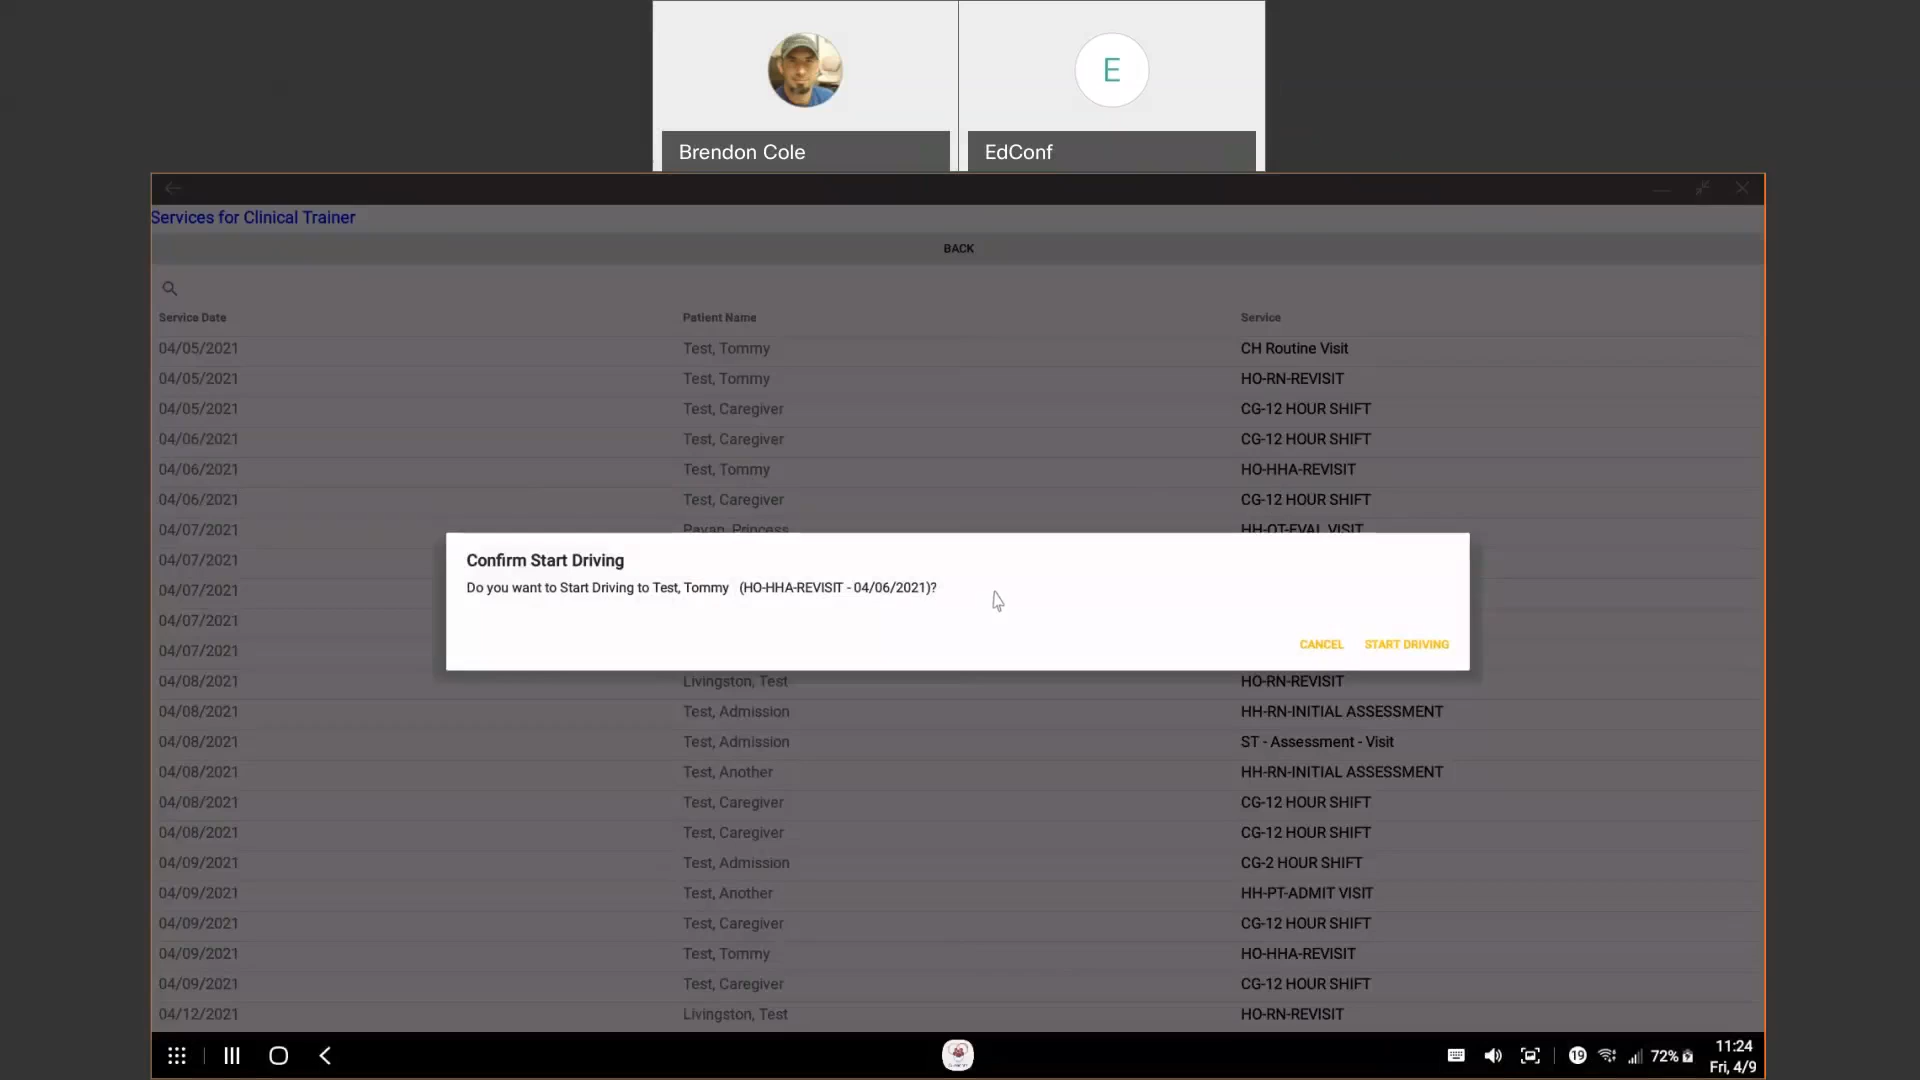 E
Brendon Cole
EdConf
Services for Clinical Trainer
BACK
Service Date Patient Name Service
04/05/2021 Test, Tommy CH Routine Visit
04/05/2021 Test, Tommy HO-RN-REVISIT
04/05/2021 Test, Caregiver CG-12 HOUR SHIFT
04/06/2021 Test, Caregiver CG-12 HOUR SHIFT
04/06/2021 Test, Tommy HO-HHA-REVISIT
04/06/2021 Test, Caregiver CG-12 HOUR SHIFT
04/07/2021 Payan, Princess HH-OT-EVAL VISIT
04/07/2021
04/07/2021
04/07/2021
04/07/2021
Confirm Start Driving
Do you want to Start Driving to Test, Tommy (HO-HHA-REVISIT - 04/06/2021)?
CANCEL START DRIVING
04/08/2021 Livingston, Test HO-RN-REVISIT
04/08/2021 Test, Admission HH-RN-INITIAL ASSESSMENT
04/08/2021 Test, Admission ST - Assessment - Visit
04/08/2021 Test, Another HH-RN-INITIAL ASSESSMENT
04/08/2021 Test, Caregiver CG-12 HOUR SHIFT
04/08/2021 Test, Caregiver CG-12 HOUR SHIFT
04/09/2021 Test, Admission CG-2 HOUR SHIFT
04/09/2021 Test, Another HH-PT-ADMIT VISIT
04/09/2021 Test, Caregiver CG-12 HOUR SHIFT
04/09/2021 Test, Tommy HO-HHA-REVISIT
04/09/2021 Test, Caregiver CG-12 HOUR SHIFT
04/12/2021 Livingston, Test HO-RN-REVISIT
19 72% 11:24
Fri, 4/9